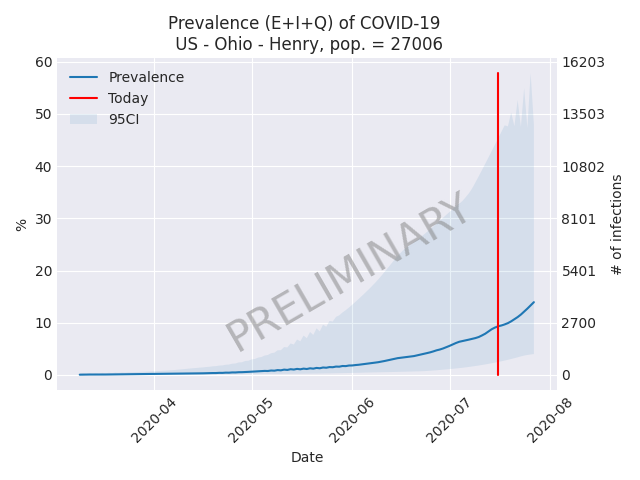 Prevalence (E+I+Q) of COVID-19
US - Ohio - Henry, pop. = 27006
Prevalence
Today
95CI
PRELIMINARY
%
60
50
40
30
20
10
0
16203
13503
10802
8101
5401
2700
0
# of infections
2020-04
2020-05
2020-06
2020-07
2020-08
Date